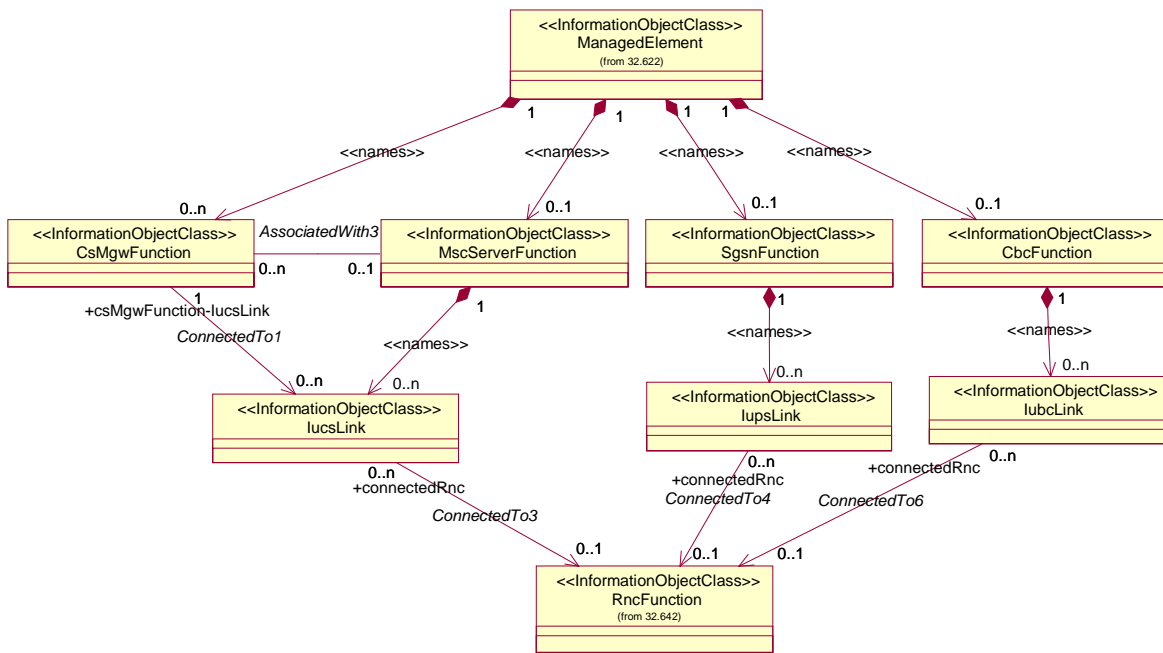 <<InformationObjectClass>>
ManagedElement
(from 32.622)
1
1
1
1
<<names>>
<<names>>
<<names>>
<<names>>
0..n
0..1
0..1
0..1
<<InformationObjectClass>>
CsMgwFunction
AssociatedWith3
0..n
0..1
<<InformationObjectClass>>
MscServerFunction
<<InformationObjectClass>>
SgsnFunction
<<InformationObjectClass>>
CbcFunction
1
+csMgwFunction-IucsLink
ConnectedTo1
0..n
1
<<names>>
0..n
1
<<names>>
0..n
1
<<names>>
0..n
<<InformationObjectClass>>
IucsLink
<<InformationObjectClass>>
IupsLink
<<InformationObjectClass>>
IubcLink
0..n
+connectedRnc
ConnectedTo3
0..1
0..n
+connectedRnc
ConnectedTo4
0..1
0..n
+connectedRnc
ConnectedTo6
0..1
<<InformationObjectClass>>
RncFunction
(from 32.642)